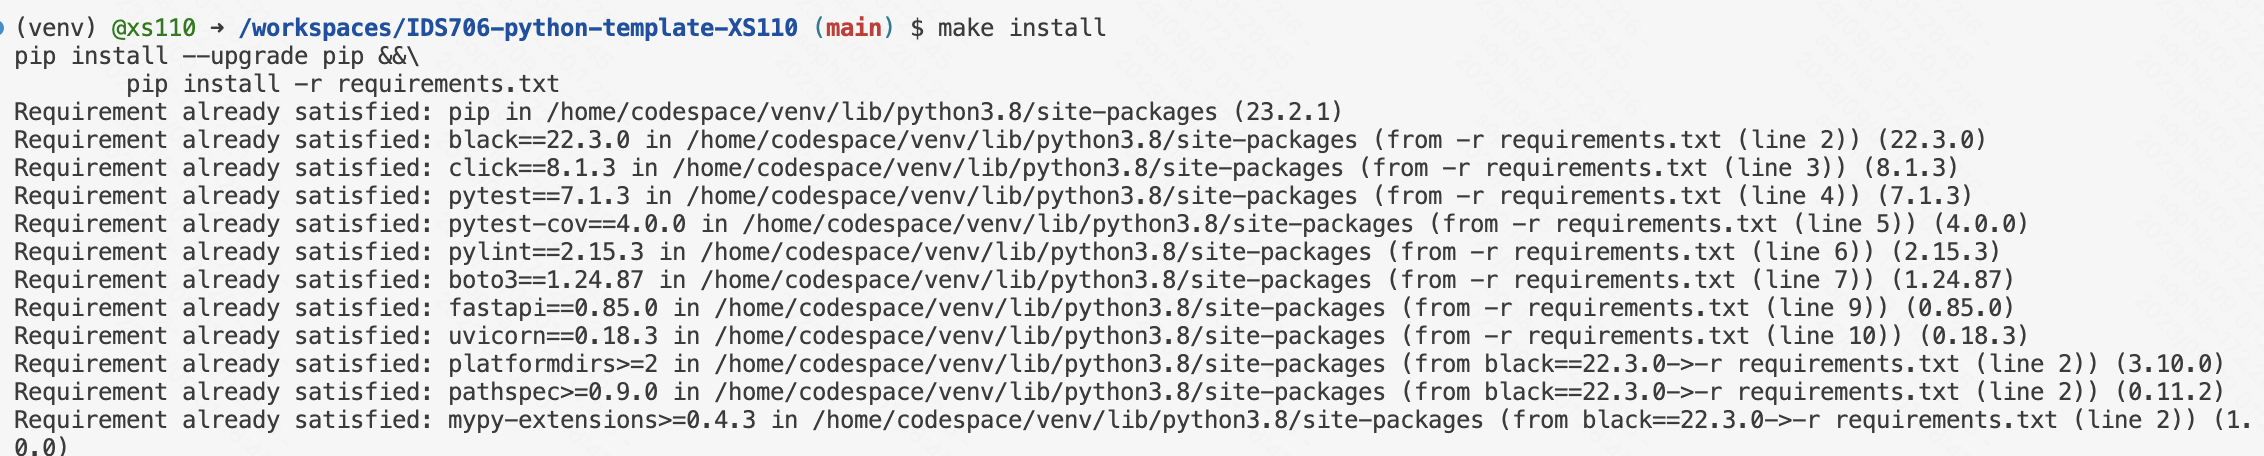 (venv) @xs110 → /workspaces/IDS706-python-template-XS110 (main) $ make install
pip install --upgrade pip &&\
        pip install -r requirements.txt
Requirement already satisfied: pip in /home/codespace/venv/lib/python3.8/site-packages (23.2.1)
Requirement already satisfied: black==22.3.0 in /home/codespace/venv/lib/python3.8/site-packages (from -r requirements.txt (line 2)) (22.3.0)
Requirement already satisfied: click==8.1.3 in /home/codespace/venv/lib/python3.8/site-packages (from -r requirements.txt (line 3)) (8.1.3)
Requirement already satisfied: pytest==7.1.3 in /home/codespace/venv/lib/python3.8/site-packages (from -r requirements.txt (line 4)) (7.1.3)
Requirement already satisfied: pytest-cov==4.0.0 in /home/codespace/venv/lib/python3.8/site-packages (from -r requirements.txt (line 5)) (4.0.0)
Requirement already satisfied: pylint==2.15.3 in /home/codespace/venv/lib/python3.8/site-packages (from -r requirements.txt (line 6)) (2.15.3)
Requirement already satisfied: boto3==1.24.87 in /home/codespace/venv/lib/python3.8/site-packages (from -r requirements.txt (line 7)) (1.24.87)
Requirement already satisfied: fastapi==0.85.0 in /home/codespace/venv/lib/python3.8/site-packages (from -r requirements.txt (line 9)) (0.85.0)
Requirement already satisfied: uvicorn==0.18.3 in /home/codespace/venv/lib/python3.8/site-packages (from -r requirements.txt (line 10)) (0.18.3)
Requirement already satisfied: platformdirs>=2 in /home/codespace/venv/lib/python3.8/site-packages (from black==22.3.0->-r requirements.txt (line 2)) (3.10.0)
Requirement already satisfied: pathspec>=0.9.0 in /home/codespace/venv/lib/python3.8/site-packages (from black==22.3.0->-r requirements.txt (line 2)) (0.11.2)
Requirement already satisfied: mypy-extensions>=0.4.3 in /home/codespace/venv/lib/python3.8/site-packages (from black==22.3.0->-r requirements.txt (line 2)) (1.
0.0)